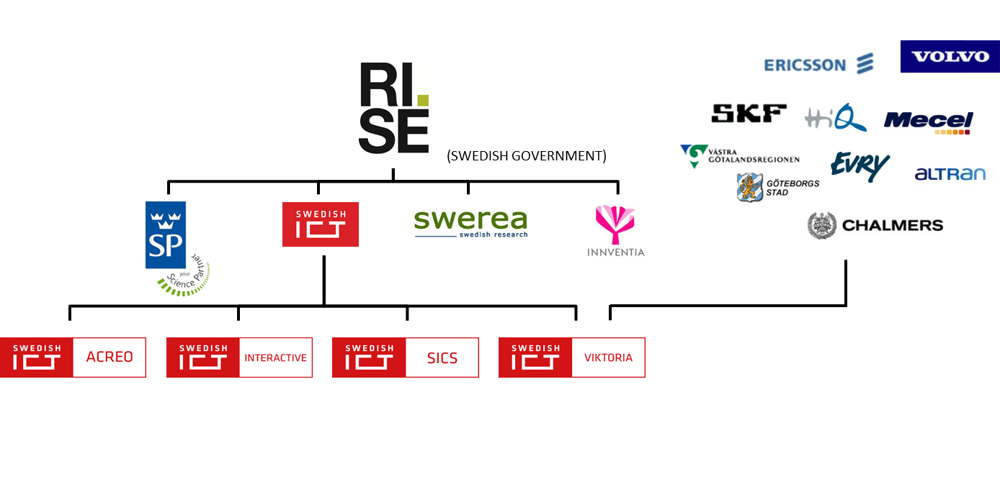 RI.
SE
(SWEDISH GOVERNMENT)
ERICSSON
VOLVO
SKF
HiQ
Mecel
VÄSTRA
GÖTALANDSREGIONEN
EVRY
ALTRAN
GÖTEBORGS
STAD
CHALMERS
SP
your
Science Partner
SWEDISH
ICT
swerea
swedish research
INNVENTIA
SWEDISH
ICT
ACREO
SWEDISH
ICT
INTERACTIVE
SWEDISH
ICT
SICS
SWEDISH
ICT
VIKTORIA